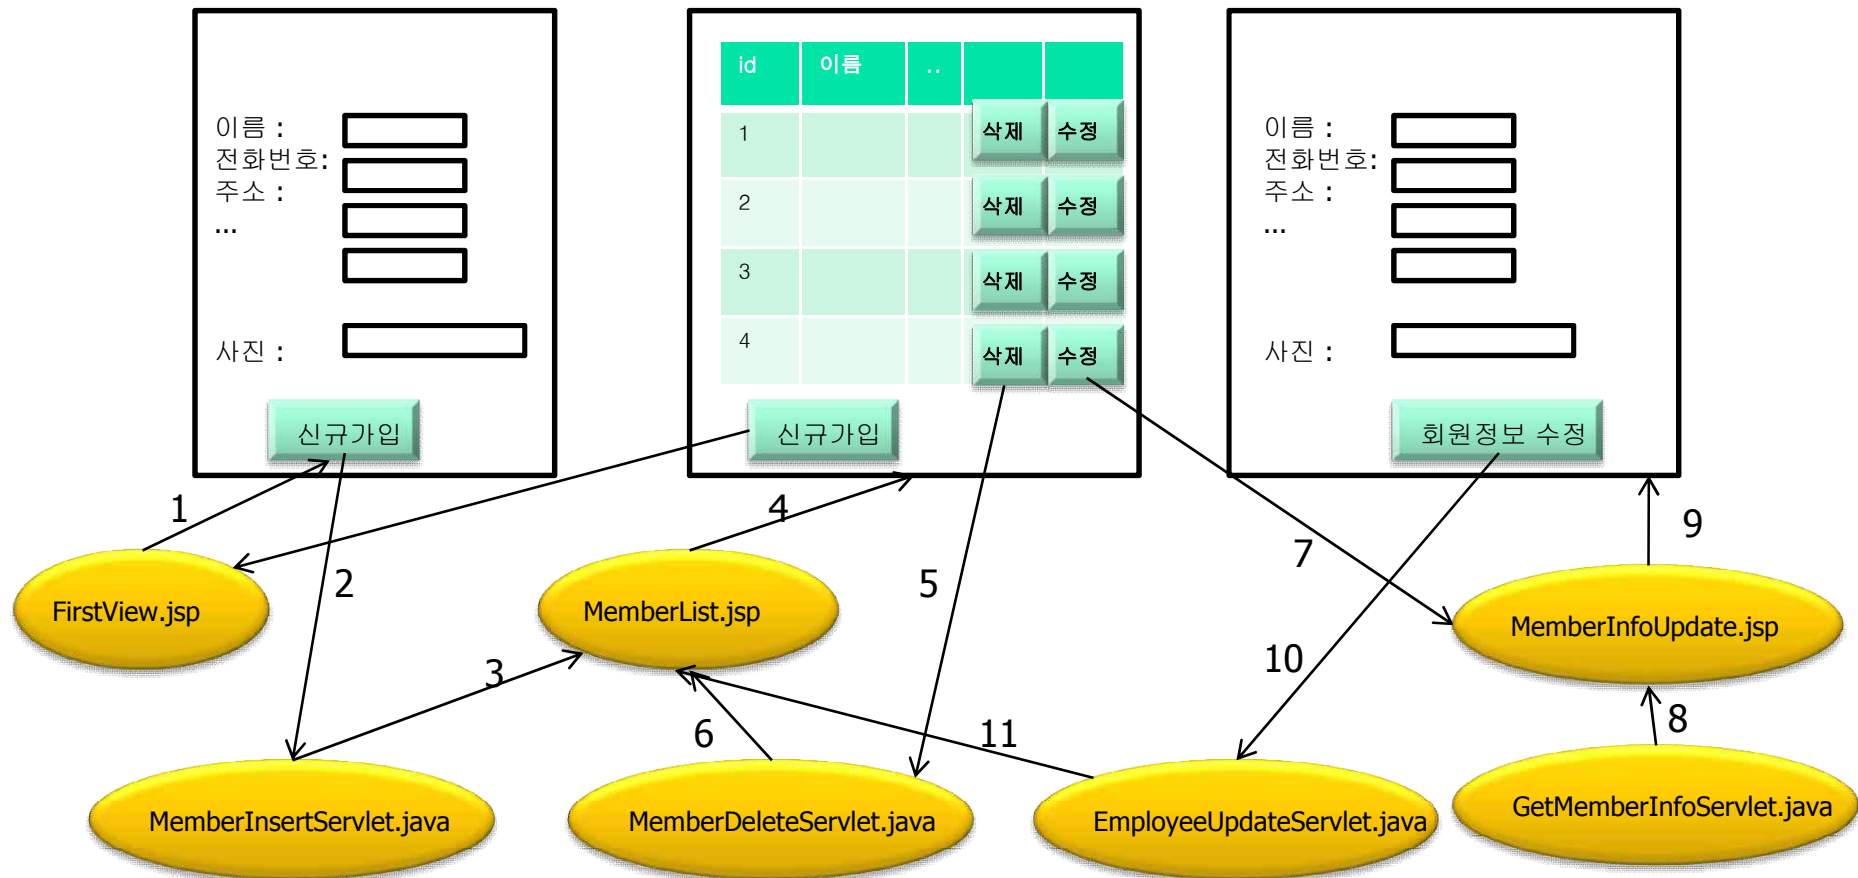 이름 :
전화번호:
주소 :
...
사진 :
신규가입
id 이름 ..
1 삭제 수정
2 삭제 수정
3 삭제 수정
4 삭제 수정
신규가입
이름 :
전화번호:
주소 :
...
사진 :
회원정보 수정
1
2
3
4
5
6
7
8
9
10
11
FirstView.jsp
MemberList.jsp
MemberInfoUpdate.jsp
MemberInsertServlet.java
MemberDeleteServlet.java
EmployeeUpdateServlet.java
GetMemberInfoServlet.java